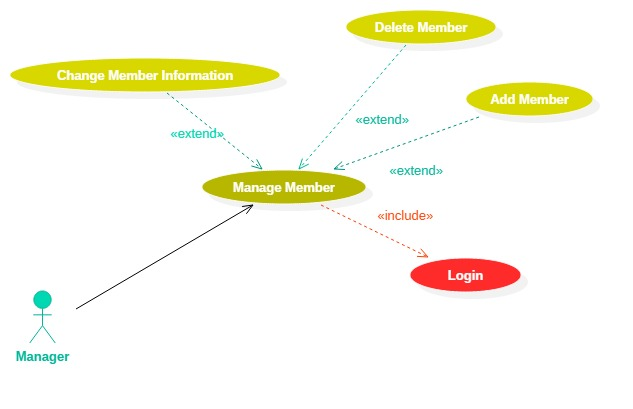 Delete Member
Change Member Information
Add Member
«extend»
«extend»
«extend»
Manage Member
«include»
Login
Manager